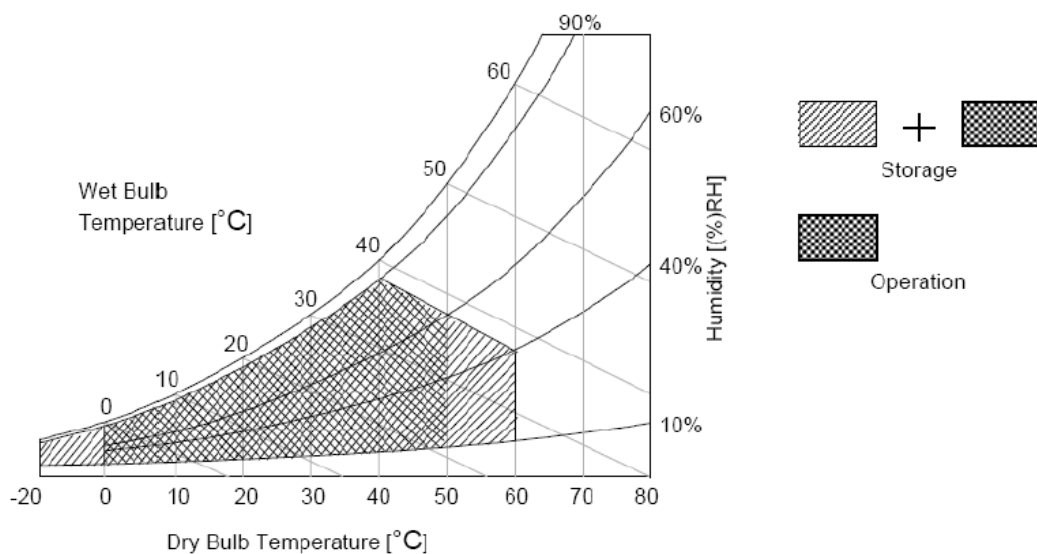 90%
60
60%
50
Wet Bulb
Temperature [°C]
40
40%
30
20
10
0
10%
-20 0 10 20 30 40 50 60 70 80
Dry Bulb Temperature [°C]
Humidity [(%)RH]
+
Storage
Operation